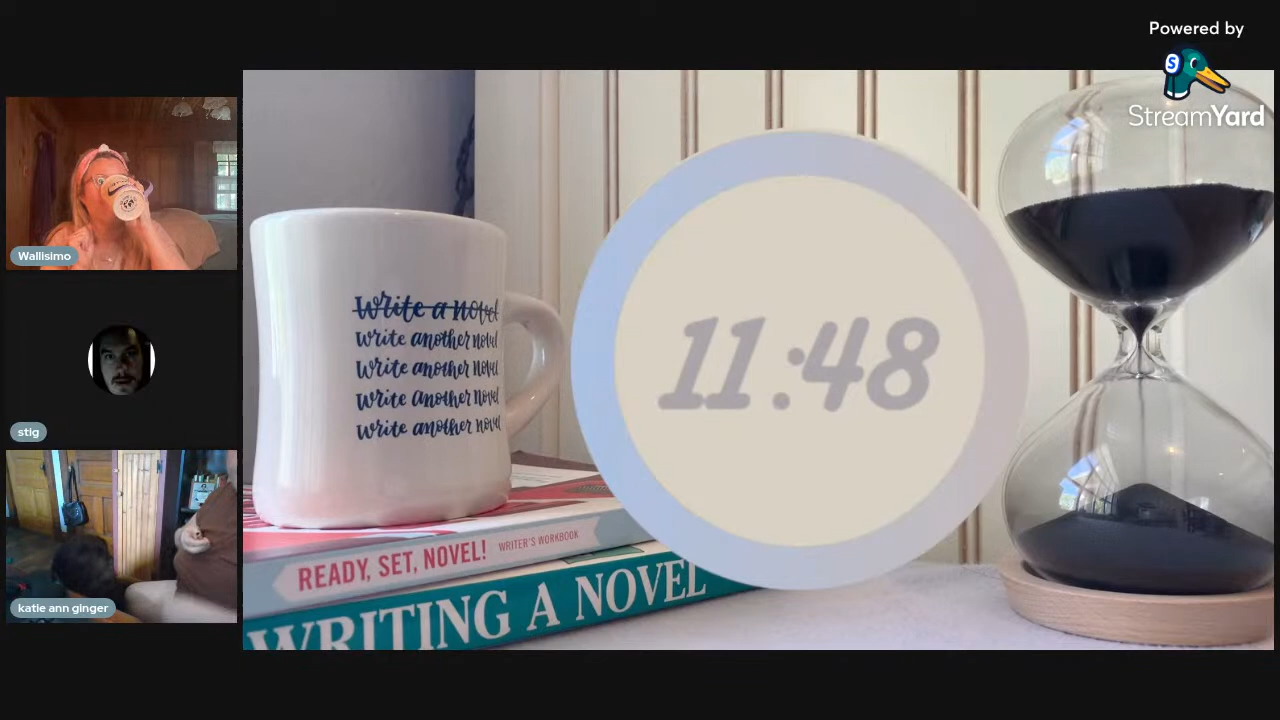 Powered by
StreamYard
Wallisimo
stig
katie ann ginger
Write a novel
write another novel
write another novel
write another novel
write another novel
11:48
READY, SET, NOVEL! WRITER'S WORKBOOK
WRITING A NOVEL